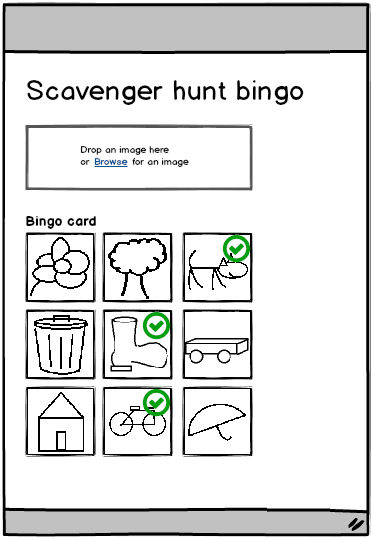 Scavenger hunt bingo
Drop an image here
or Browse for an image
Bingo card